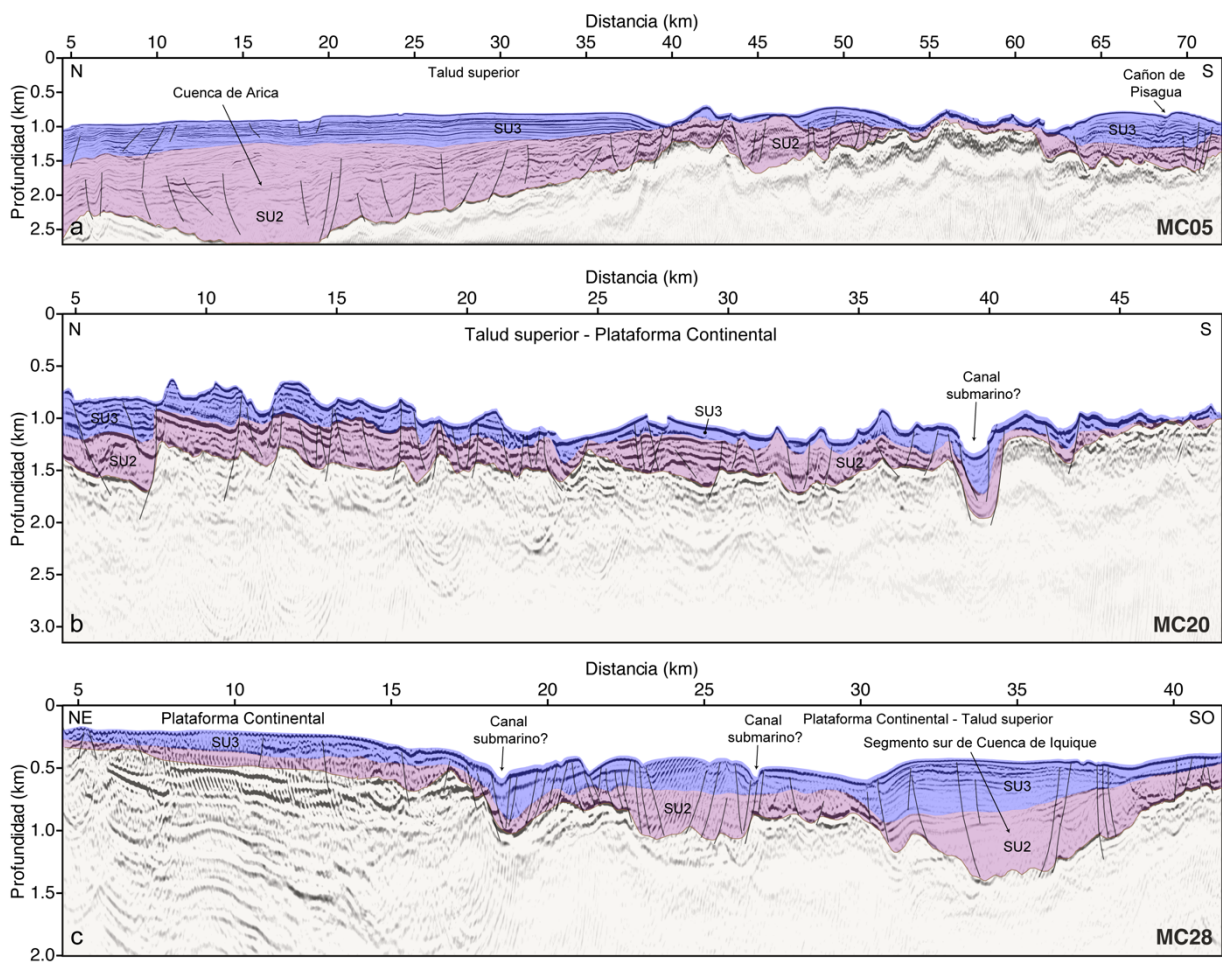 Distancia (km)
5 10 15 20 25 30 35 40 45 50 55 60 65 70
0
N Talud superior Cañon de S
Pisagua
Cuenca de Arica
0.5
1.0
SU3 SU3
SU2
1.5
2.0
SU2
2.5
Profundidad (km)
a MC05
Distancia (km)
5 10 15 20 25 30 35 40 45
0
N Talud superior - Plataforma Continental S
0.5
Canal
submarino?
1.0
SU3 SU3
SU2 SU2
1.5
2.0
2.5
3.0
Profundidad (km)
b MC20
Distancia (km)
5 10 15 20 25 30 35 40
0
NE Plataforma Continental Canal
submarino?
Canal
submarino?
Plataforma Continental - Talud superior SO
Segmento sur de Cuenca de Iquique
SU3
0.5
SU3
SU2
1.0
SU2
1.5
2.0
Profundidad (km)
c MC28